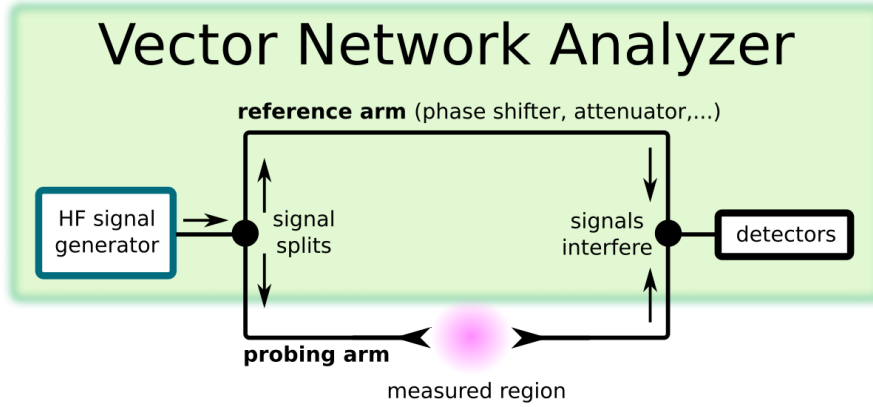 Vector Network Analyzer
reference arm (phase shifter, attenuator,...)
HF signal
generator
signal
splits
signals
interfere
detectors
probing arm
measured region